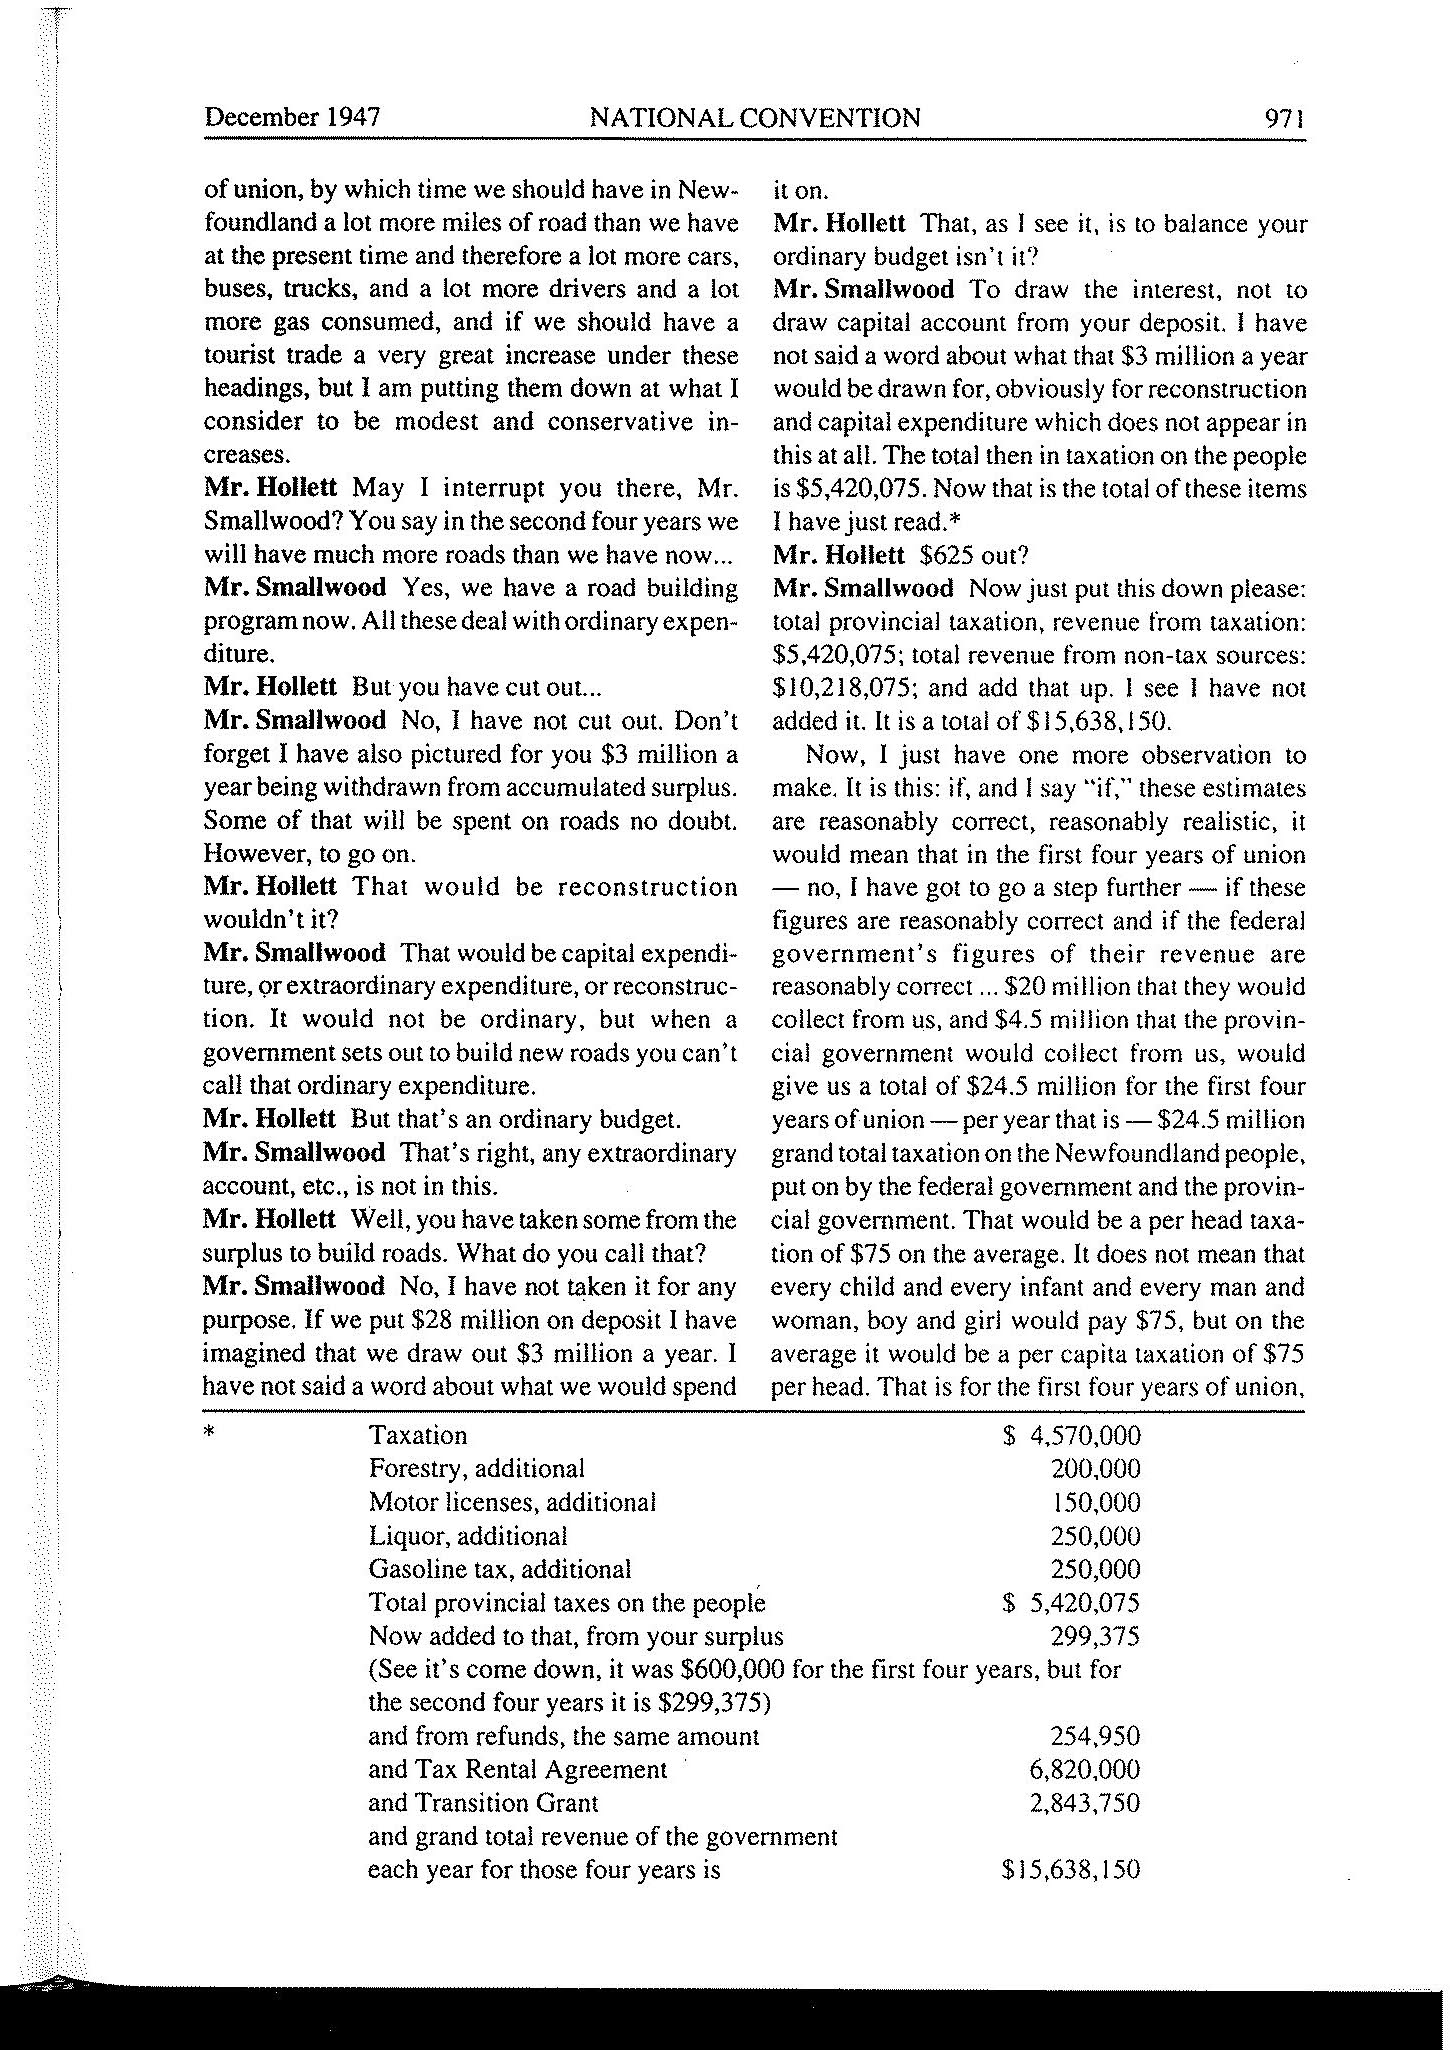 December 1947 NATIONAL CONVENTION 971
of union, by which time we should have in New-
foundland a lot more miles of road than we have
at the present time and therefore a lot more cars,
buses, trucks, and a lot more drivers and a lot
more gas consumed, and if we should have a
tourist trade a very great increase under these
headings, but I am putting them down at what I
consider to be modest and conservative in-
creases.
Mr. Hollett May I interrupt you there, Mr.
Smallwood? You say in the second four years we
will have much more roads than we have now...
Mr. Smallwood Yes, we have a road building
program now. All these deal with ordinary expen-
diture.
Mr. Hollett But you have cut out...
Mr. Smallwood No, I have not cut out. Don't
forget I have also pictured for you $3 million a
year being withdrawn from accumulated surplus.
Some of that will be spent on roads no doubt.
However, to go on.
Mr. Hollett That would be reconstruction
wouldn't it?
Mr. Smallwood That would be capital expendi-
ture, or extraordinary expenditure, or reconstruc-
tion. It would not be ordinary, but when a
government sets out to build new roads you can't
call that ordinary expenditure.
Mr. Hollett But that's an ordinary budget.
Mr. Smallwood That's right, any extraordinary
account, etc., is not in this.
Mr. Hollett Well, you have taken some from the
surplus to build roads. What do you call that?
Mr. Smallwood No, I have not taken it for any
purpose. If we put $28 million on deposit I have
imagined that we draw out $3 million a year. I
have not said a word about what we would spend
it on.
Mr. Hollett That, as I see it, is to balance your
ordinary budget isn't it?
Mr. Smallwood To draw the interest, not to
draw capital account from your deposit. I have
not said a word about what that $3 million a year
would be drawn for, obviously for reconstruction
and capital expenditure which does not appear in
this at all. The total then in taxation on the people
is $5,420,075. Now that is the total of these items
I have just read.*
Mr. Hollett $625 out?
Mr. Smallwood Now just put this down please:
total provincial taxation, revenue from taxation:
$5,420,075; total revenue from non-tax sources:
$10,218,075; and add that up. I see I have not
added it. It is a total of $15,638,150.
Now, I just have one more observation to
make. It is this: if, and I say "if," these estimates
are reasonably correct, reasonably realistic, it
would mean that in the first four years of union
— no, I have got to go a step further — if these
figures are reasonably correct and if the federal
government's figures of their revenue are
reasonably correct ... $20 million that they would
collect from us, and $4.5 million that the provin-
cial government would collect from us, would
give us a total of $24.5 million for the first four
years of union — per year that is — $24.5 million
grand total taxation on the Newfoundland people,
put on by the federal government and the provin-
cial government. That would be a per head taxa-
tion of $75 on the average. It does not mean that
every child and every infant and every man and
woman, boy and girl would pay $75, but on the
average it would be a per capita taxation of $75
per head. That is for the first four years of union,
* Taxation $ 4,570,000
Forestry, additional 200,000
Motor licenses, additional 150,000
Liquor, additional 250,000
Gasoline tax, additional 250,000
Total provincial taxes on the people $ 5,420,075
Now added to that, from your surplus 299,375
(See it's come down, it was $600,000 for the first four years, but for
the second four years it is $299,375)
and from refunds, the same amount 254,950
and Tax Rental Agreement 6,820,000
and Transition Grant 2,843,750
and grand total revenue of the government
each year for those four years is $15,638,150